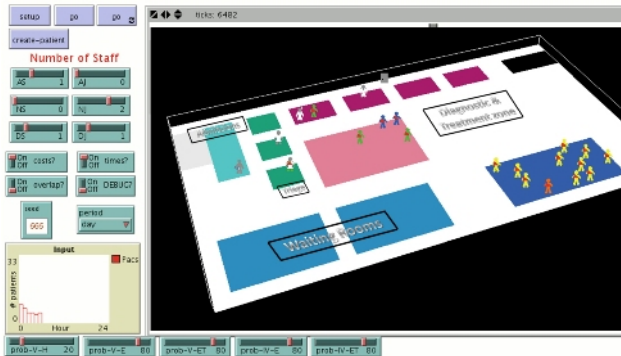 setup
go
go
create-patient
Number of Staff
AS 1
AJ 0
NS 0
NJ 2
DS 1
DJ 1
On Off costs?
On Off times?
On Off overlap?
On Off DEBUG?
seed
666
period
day
Input
33
# patients
0
0 Hour 24
Pacs
prob-V-H 20
prob-V-E 80
prob-V-ET 80
prob-IV-E 80
prob-IV-ET 80
ticks: 6482
Admissions
Triage
Diagnostic &
Treatment zone
Waiting Rooms